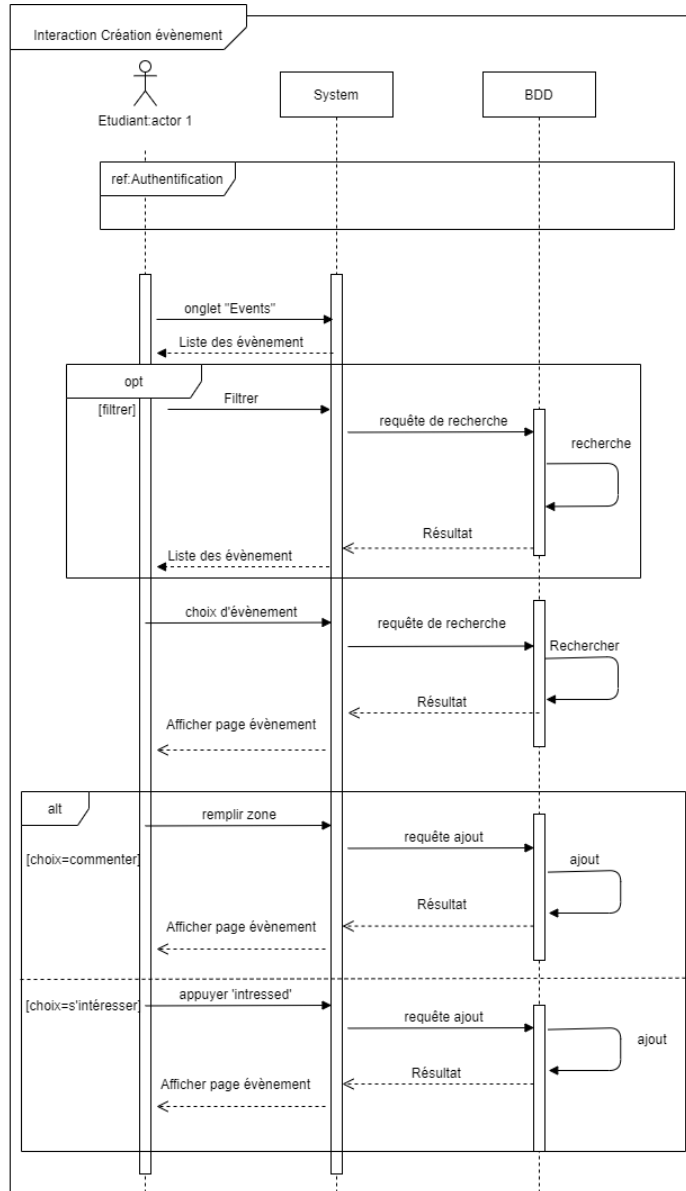 Interaction Création évènement
Etudiant:actor 1
System
BDD
ref:Authentification
onglet "Events"
Liste des évènement
opt
[filtrer]
Filtrer
requête de recherche
recherche
Résultat
Liste des évènement
choix d'évènement
requête de recherche
Rechercher
Résultat
Afficher page évènement
alt
remplir zone
[choix=commenter]
requête ajout
ajout
Résultat
Afficher page évènement
[choix=s'intéresser]
appuyer 'intressed'
requête ajout
ajout
Résultat
Afficher page évènement